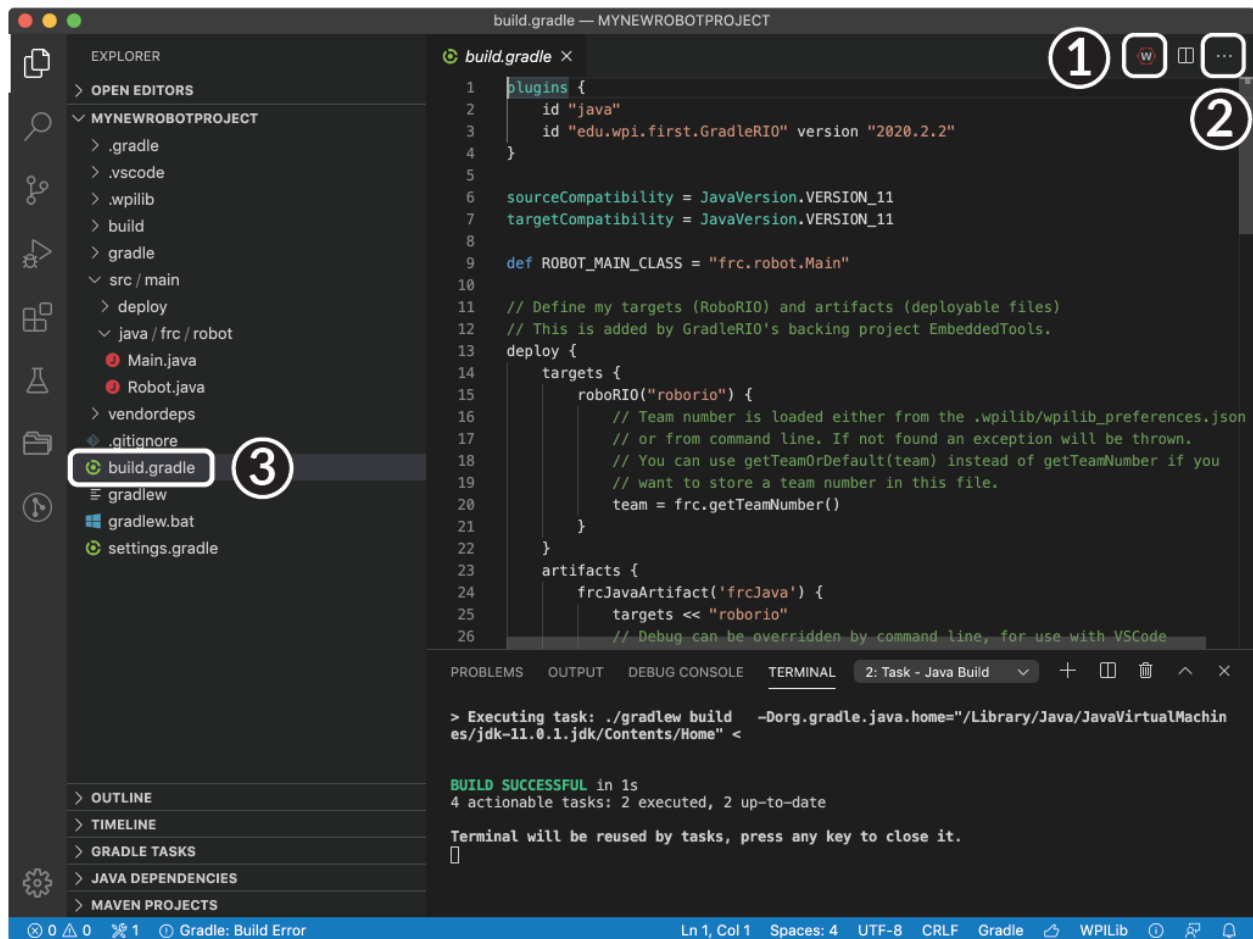 build.gradle — MYNEWROBOTPROJECT
EXPLORER
OPEN EDITORS
MYNEWROBOTPROJECT
.gradle
.vscode
.wpilib
build
gradle
src / main
deploy
java / frc / robot
J Main.java
J Robot.java
vendordeps
.gitignore
build.gradle
3
gradlew
gradlew.bat
settings.gradle
OUTLINE
TIMELINE
GRADLE TASKS
JAVA DEPENDENCIES
MAVEN PROJECTS
build.gradle
1
W
...
2
1 plugins {
2 id "java"
3 id "edu.wpi.first.GradleRIO" version "2020.2.2"
4 }
5
6 sourceCompatibility = JavaVersion.VERSION_11
7 targetCompatibility = JavaVersion.VERSION_11
8
9 def ROBOT_MAIN_CLASS = "frc.robot.Main"
10
11 // Define my targets (RoboRIO) and artifacts (deployable files)
12 // This is added by GradleRIO's backing project EmbeddedTools.
13 deploy {
14 targets {
15 roboRIO("roborio") {
16 // Team number is loaded either from the .wpilib/wpilib_preferences.json
17 // or from command line. If not found an exception will be thrown.
18 // You can use getTeamOrDefault(team) instead of getTeamNumber if you
19 // want to store a team number in this file.
20 team = frc.getTeamNumber()
21 }
22 }
23 artifacts {
24 frcJavaArtifact('frcJava') {
25 targets << "roborio"
26 // Debug can be overridden by command line, for use with VSCode
PROBLEMS OUTPUT DEBUG CONSOLE TERMINAL 2: Task - Java Build
> Executing task: ./gradlew build -Dorg.gradle.java.home="/Library/Java/JavaVirtualMachin
es/jdk-11.0.1.jdk/Contents/Home" <
BUILD SUCCESSFUL in 1s
4 actionable tasks: 2 executed, 2 up-to-date
Terminal will be reused by tasks, press any key to close it.
0 0 1 Gradle: Build Error Ln 1, Col 1 Spaces: 4 UTF-8 CRLF Gradle WPILib